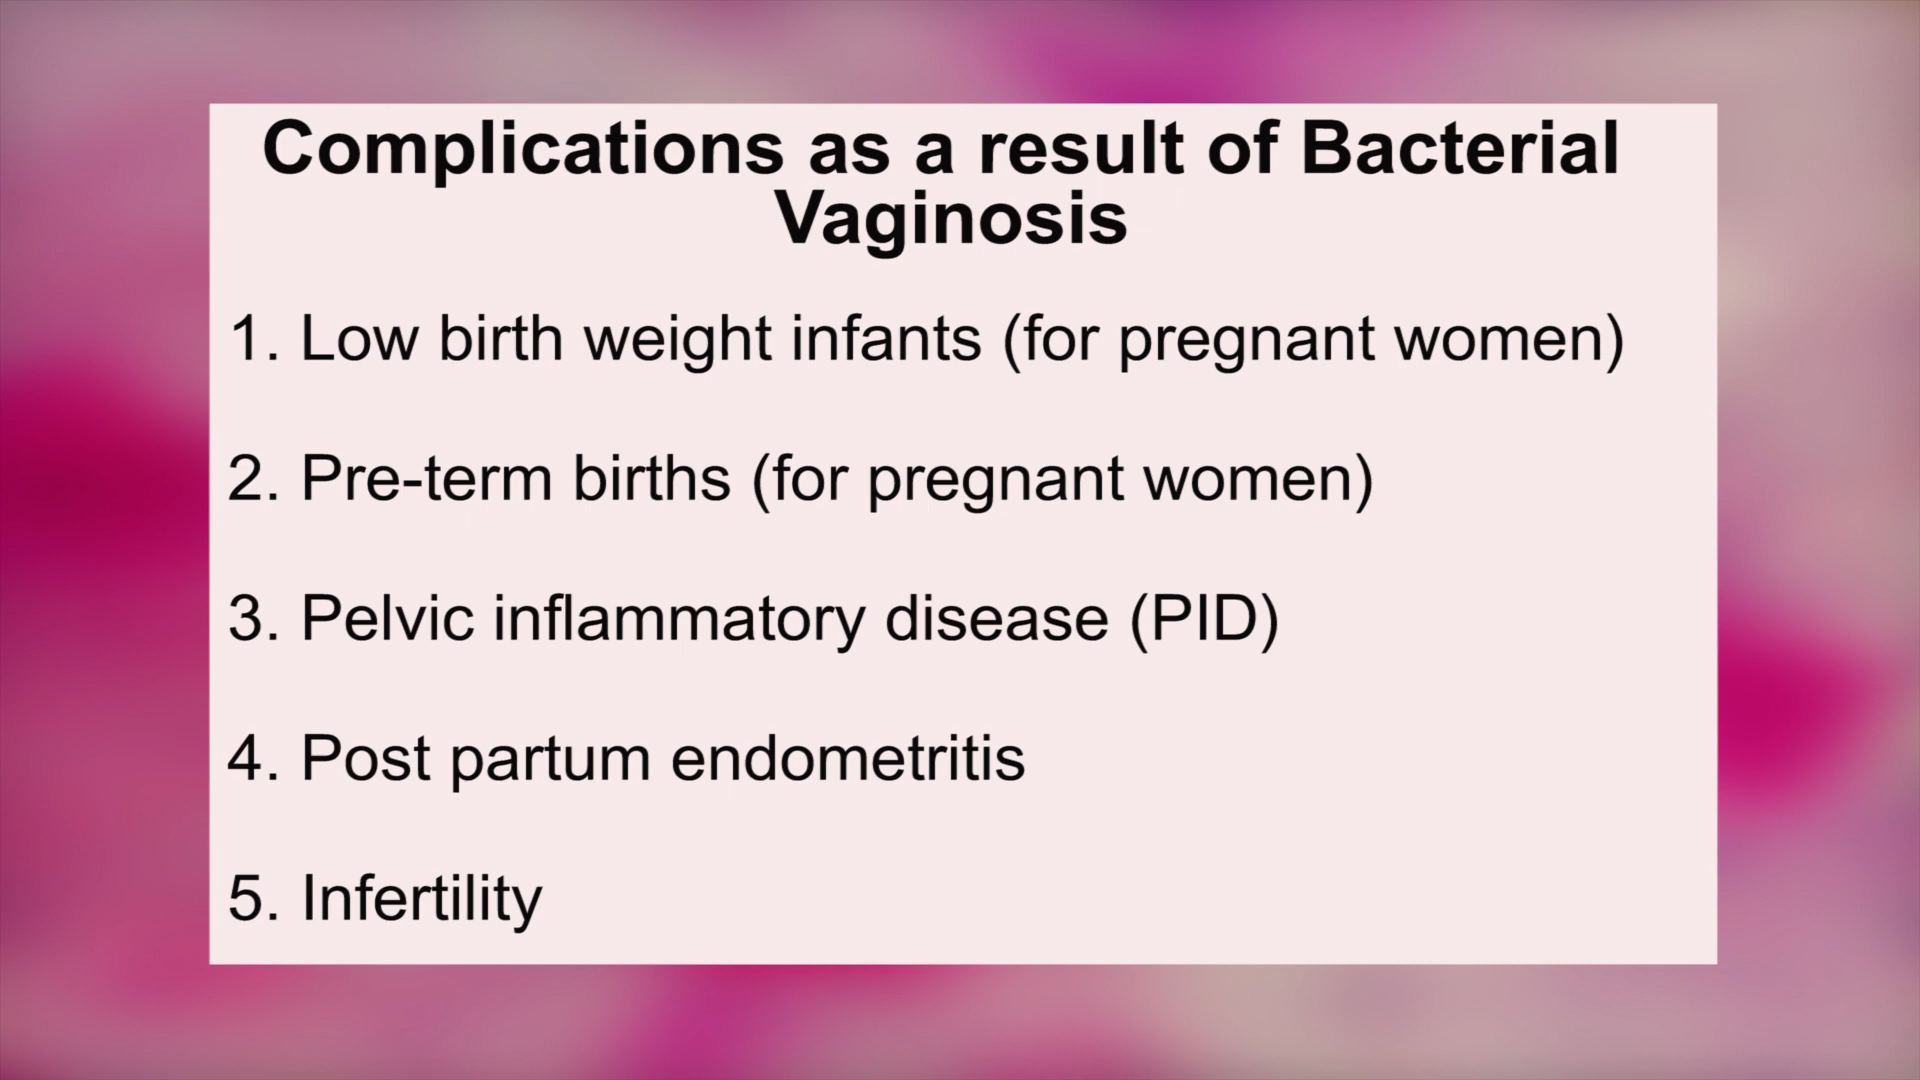 Complications as a result of Bacterial
Vaginosis
1. Low birth weight infants (for pregnant women)
2. Pre-term births (for pregnant women)
3. Pelvic inflammatory disease (PID)
4. Post partum endometritis
5. Infertility